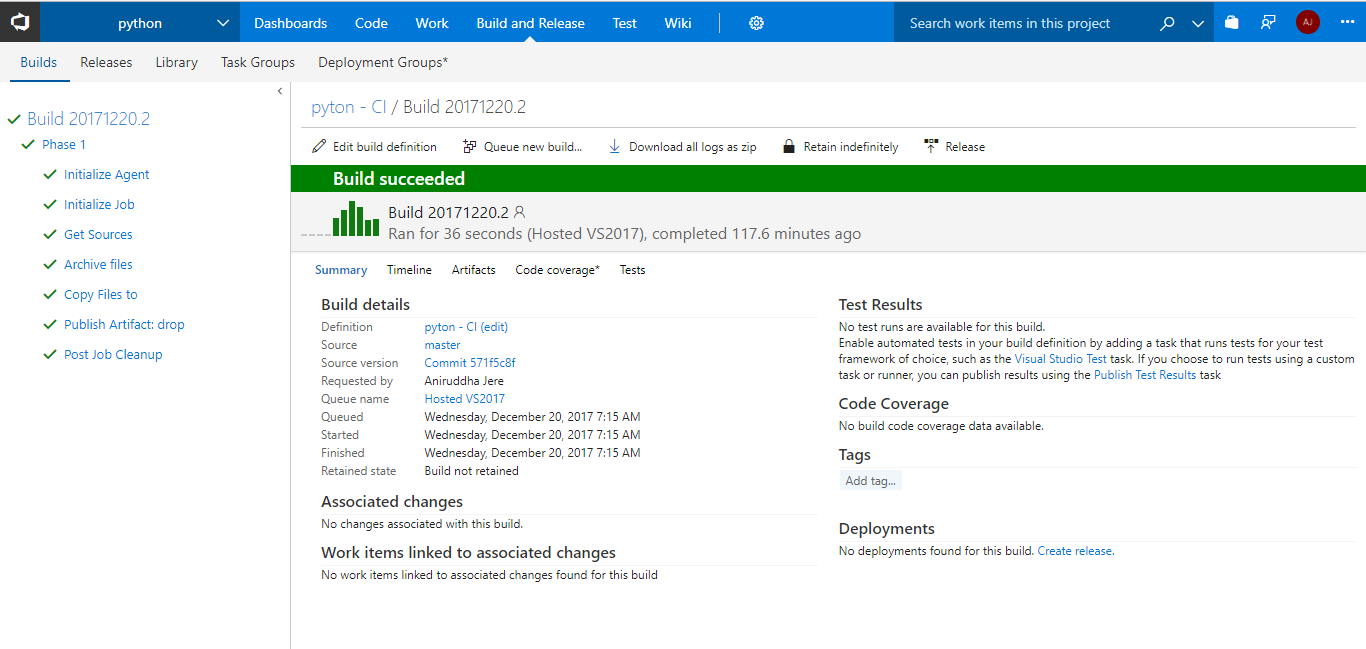 python
Dashboards Code Work Build and Release Test Wiki
Search work items in this project
AJ
Builds Releases Library Task Groups Deployment Groups*
Build 20171220.2
Phase 1
Initialize Agent
Initialize Job
Get Sources
Archive files
Copy Files to
Publish Artifact: drop
Post Job Cleanup
pyton - CI / Build 20171220.2
Edit build definition Queue new build... Download all logs as zip Retain indefinitely Release
Build succeeded
Build 20171220.2
Ran for 36 seconds (Hosted VS2017), completed 117.6 minutes ago
Summary Timeline Artifacts Code coverage* Tests
Build details
Definition pyton - CI (edit)
Source master
Source version Commit 571f5c8f
Requested by Aniruddha Jere
Queue name Hosted VS2017
Queued Wednesday, December 20, 2017 7:15 AM
Started Wednesday, December 20, 2017 7:15 AM
Finished Wednesday, December 20, 2017 7:15 AM
Retained state Build not retained
Associated changes
No changes associated with this build.
Work items linked to associated changes
No work items linked to associated changes found for this build
Test Results
No test runs are available for this build.
Enable automated tests in your build definition by adding a task that runs tests for your test
framework of choice, such as the Visual Studio Test task. If you choose to run tests using a custom
task or runner, you can publish results using the Publish Test Results task
Code Coverage
No build code coverage data available.
Tags
Add tag...
Deployments
No deployments found for this build. Create release.